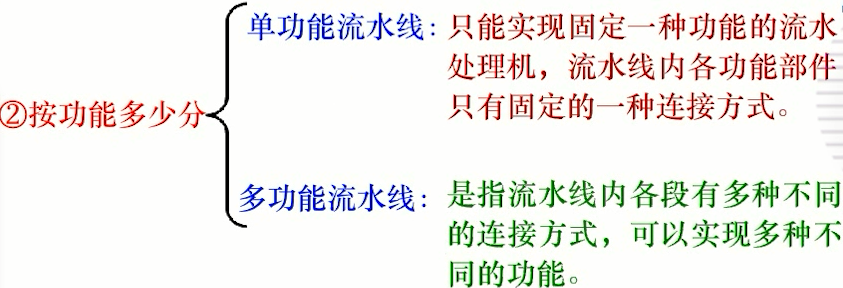 ②按功能多少分
单功能流水线：只能实现固定一种功能的流水
处理机，流水线内各功能部件
只有固定的一种连接方式。
多功能流水线：是指流水线内各段有多种不同
的连接方式，可以实现多种不
同的功能。